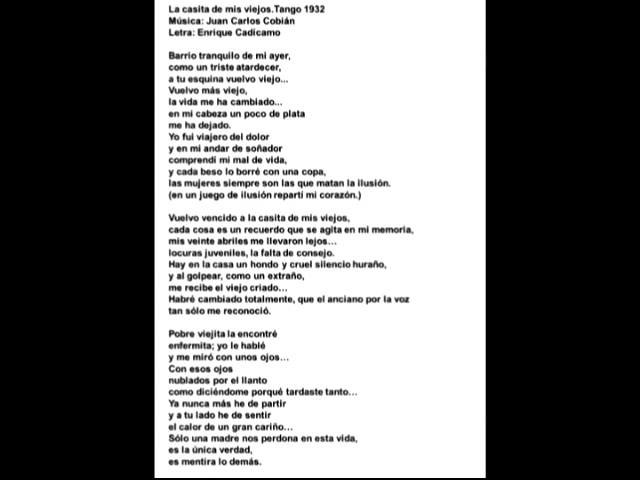 La casita de mis viejos.Tango 1932
Música: Juan Carlos Cobián
Letra: Enrique Cadicamo
Barrio tranquilo de mi ayer,
como un triste atardecer,
a tu esquina vuelvo viejo...
Vuelvo más viejo,
la vida me ha cambiado...
en mi cabeza un poco de plata
me ha dejado.
Yo fui viajero del dolor
y en mi andar de soñador
comprendí mi mal de vida,
y cada beso lo borré con una copa,
las mujeres siempre son las que matan la ilusión.
(en un juego de ilusión repartí mi corazón.)
Vuelvo vencido a la casita de mis viejos,
cada cosa es un recuerdo que se agita en mi memoria,
mis veinte abriles me llevaron lejos...
locuras juveniles, la falta de consejo.
Hay en la casa un hondo y cruel silencio huraño,
y al golpear, como un extraño,
me recibe el viejo criado...
Habré cambiado totalmente, que el anciano por la voz
tan sólo me reconoció.
Pobre viejita la encontré
enfermita; yo le hablé
y me miró con unos ojos...
Con esos ojos
nublados por el llanto
como diciéndome porqué tardaste tanto...
Ya nunca más he de partir
y a tu lado he de sentir
el calor de un gran cariño...
Sólo una madre nos perdona en esta vida,
es la única verdad,
es mentira lo demás.